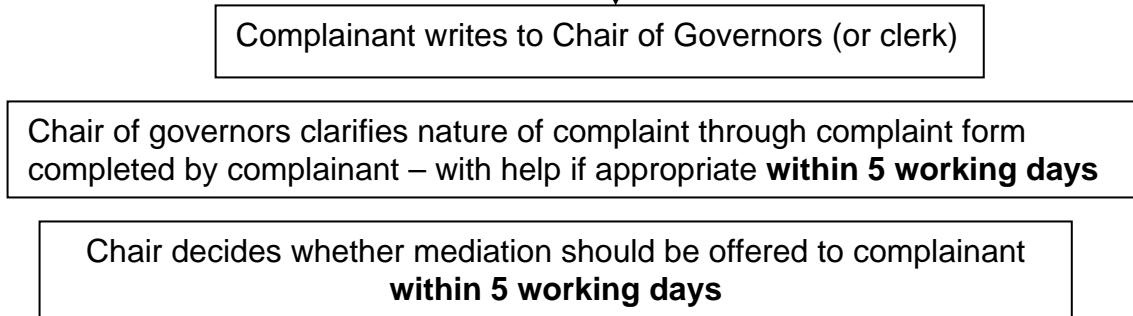 Complainant writes to Chair of Governors (or clerk)
Chair of governors clarifies nature of complaint through complaint form
completed by complainant – with help if appropriate within 5 working days
Chair decides whether mediation should be offered to complainant
within 5 working days